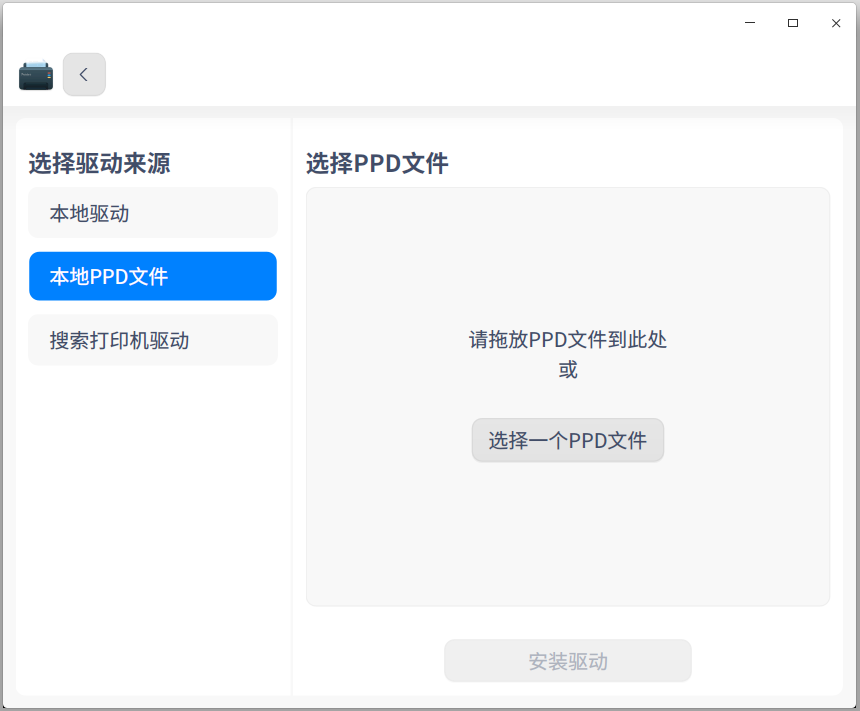 选择驱动来源
本地驱动
本地PPD文件
搜索打印机驱动
选择PPD文件
请拖放PPD文件到此处
或
选择一个PPD文件
安装驱动